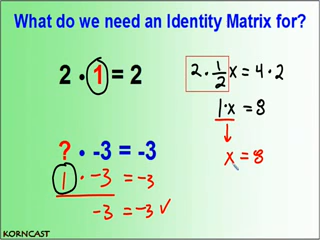 What do we need an Identity Matrix for?
2 • 1 = 2
2 · 1/2 x = 4 · 2
1 · x = 8
x = 8
? • -3 = -3
1 · -3 = -3
-3 = -3 ✓
KORNCAST